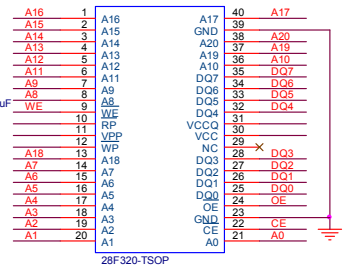 A16 1 A16 A17 40 A17
A15 2 A15 GND 39
A14 3 A14 A20 38 A20
A13 4 A13 A19 37 A19
A12 5 A12 A10 36 A10
A11 6 A11 DQ7 35 DQ7
A9 7 A9 DQ6 34 DQ6
A8 8 A8 DQ5 33 DQ5
uF WE 9 WE DQ4 32 DQ4
10 RP VCCQ 31
11 VPP VCC 30
12 WP NC 29
A18 13 A18 DQ3 28 DQ3
A7 14 A7 DQ2 27 DQ2
A6 15 A6 DQ1 26 DQ1
A5 16 A5 DQ0 25 DQ0
A4 17 A4 OE 24 OE
A3 18 A3 GND 23
A2 19 A2 CE 22 CE
A1 20 A1 A0 21 A0
28F320-TSOP